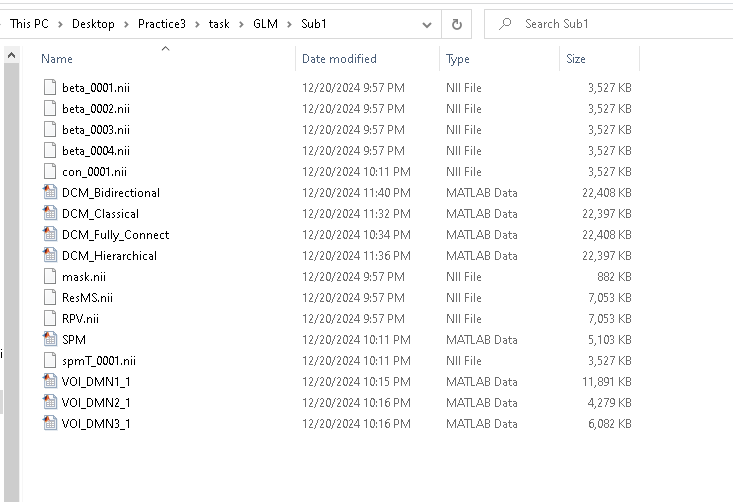 This PC > Desktop > Practice3 > task > GLM > Sub1 Search Sub1
Name Date modified Type Size
beta_0001.nii 12/20/2024 9:57 PM NII File 3,527 KB
beta_0002.nii 12/20/2024 9:57 PM NII File 3,527 KB
beta_0003.nii 12/20/2024 9:57 PM NII File 3,527 KB
beta_0004.nii 12/20/2024 9:57 PM NII File 3,527 KB
con_0001.nii 12/20/2024 10:11 PM NII File 3,527 KB
DCM_Bidirectional 12/20/2024 11:40 PM MATLAB Data 22,408 KB
DCM_Classical 12/20/2024 11:32 PM MATLAB Data 22,397 KB
DCM_Fully_Connect 12/20/2024 10:34 PM MATLAB Data 22,408 KB
DCM_Hierarchical 12/20/2024 11:36 PM MATLAB Data 22,397 KB
mask.nii 12/20/2024 9:57 PM NII File 882 KB
ResMS.nii 12/20/2024 9:57 PM NII File 7,053 KB
RPV.nii 12/20/2024 9:57 PM NII File 7,053 KB
SPM 12/20/2024 10:11 PM MATLAB Data 5,103 KB
spmT_0001.nii 12/20/2024 10:11 PM NII File 3,527 KB
VOI_DMN1_1 12/20/2024 10:15 PM MATLAB Data 11,891 KB
VOI_DMN2_1 12/20/2024 10:16 PM MATLAB Data 4,279 KB
VOI_DMN3_1 12/20/2024 10:16 PM MATLAB Data 6,082 KB